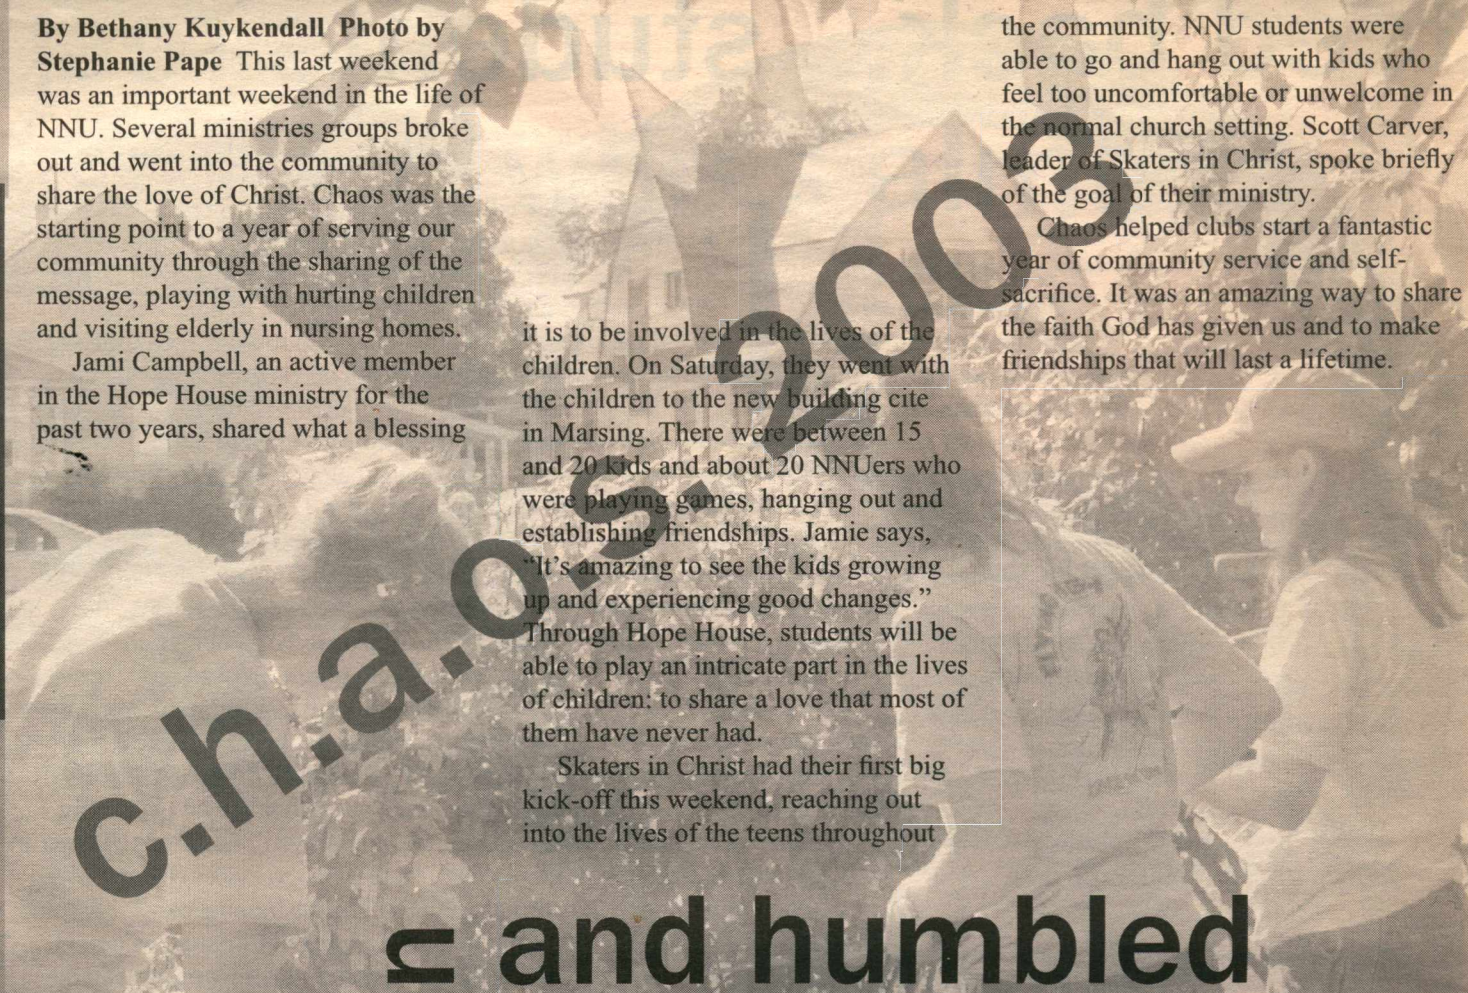 By Bethany Kuykendall Photo by
Stephanie Pape This last weekend
was an important weekend in the life of
NNU. Several ministries groups broke
out and went into the community to
share the love of Christ. Chaos was the
starting point to a year of serving our
community through the sharing of the
message, playing with hurting children
and visiting elderly in nursing homes.
Jami Campbell, an active member
in the Hope House ministry for the
past two years, shared what a blessing
it is to be involved in the lives of the
children. On Saturday, they went with
the children to the new building cite
in Marsing. There were between 15
and 20 kids and about 20 NNUers who
were playing games, hanging out and
establishing friendships. Jamie says,
“It’s amazing to see the kids growing
up and experiencing good changes.”
Through Hope House, students will be
able to play an intricate part in the lives
of children: to share a love that most of
them have never had.
Skaters in Christ had their first big
kick-off this weekend, reaching out
into the lives of the teens throughout
the community. NNU students were
able to go and hang out with kids who
feel too uncomfortable or unwelcome in
the normal church setting. Scott Carver,
leader of Skaters in Christ, spoke briefly
of the goal of their ministry.
Chaos helped clubs start a fantastic
year of community service and self-
sacrifice. It was an amazing way to share
the faith God has given us and to make
friendships that will last a lifetime.
c.h.a.o.s. 2003
n and humbled